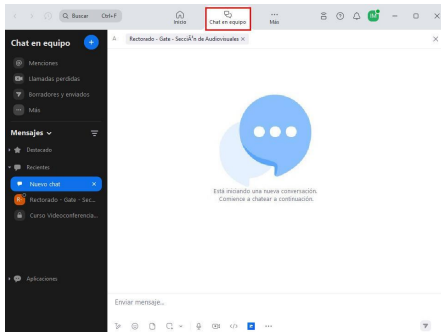 Buscar Ctrl+F
Inicio
Chat en equipo
Más
IM
Chat en equipo
A Rectorado - Gate - SecciÃ³n de Audiovisuales ×
Menciones
Llamadas perdidas
Borradores y enviados
Más
Mensajes
Destacado
Recientes
Nuevo chat
Rectorado - Gate - Sec...
Curso Videoconferencia...
Aplicaciones
Está iniciando una nueva conversación.
Comience a chatear a continuación.
Enviar mensaje...